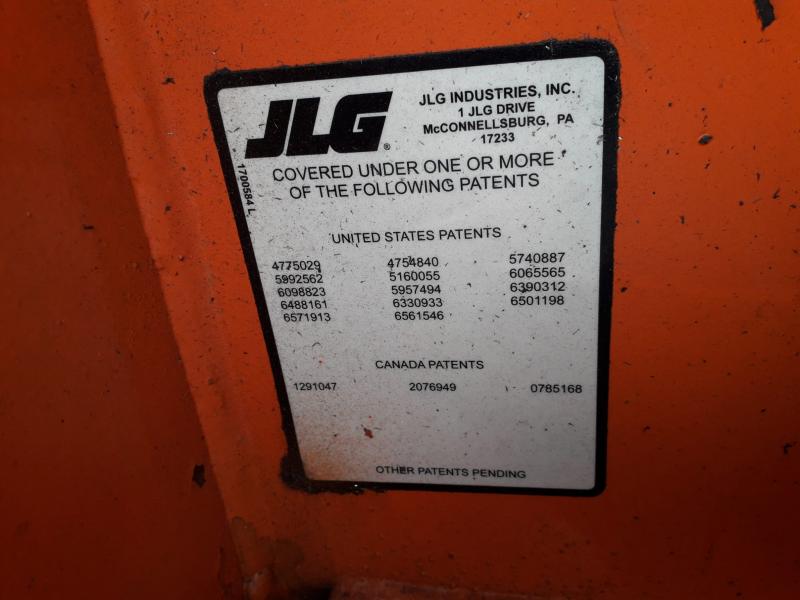 JLG®
JLG INDUSTRIES, INC.
1 JLG DRIVE
McCONNELLSBURG, PA
17233
1700584 L
COVERED UNDER ONE OR MORE
OF THE FOLLOWING PATENTS
UNITED STATES PATENTS
4775029 4754840 5740887
5992562 5160055 6065565
6098823 5957494 6390312
6488161 6330933 6501198
6571913 6561546
CANADA PATENTS
1291047 2076949 0785168
OTHER PATENTS PENDING